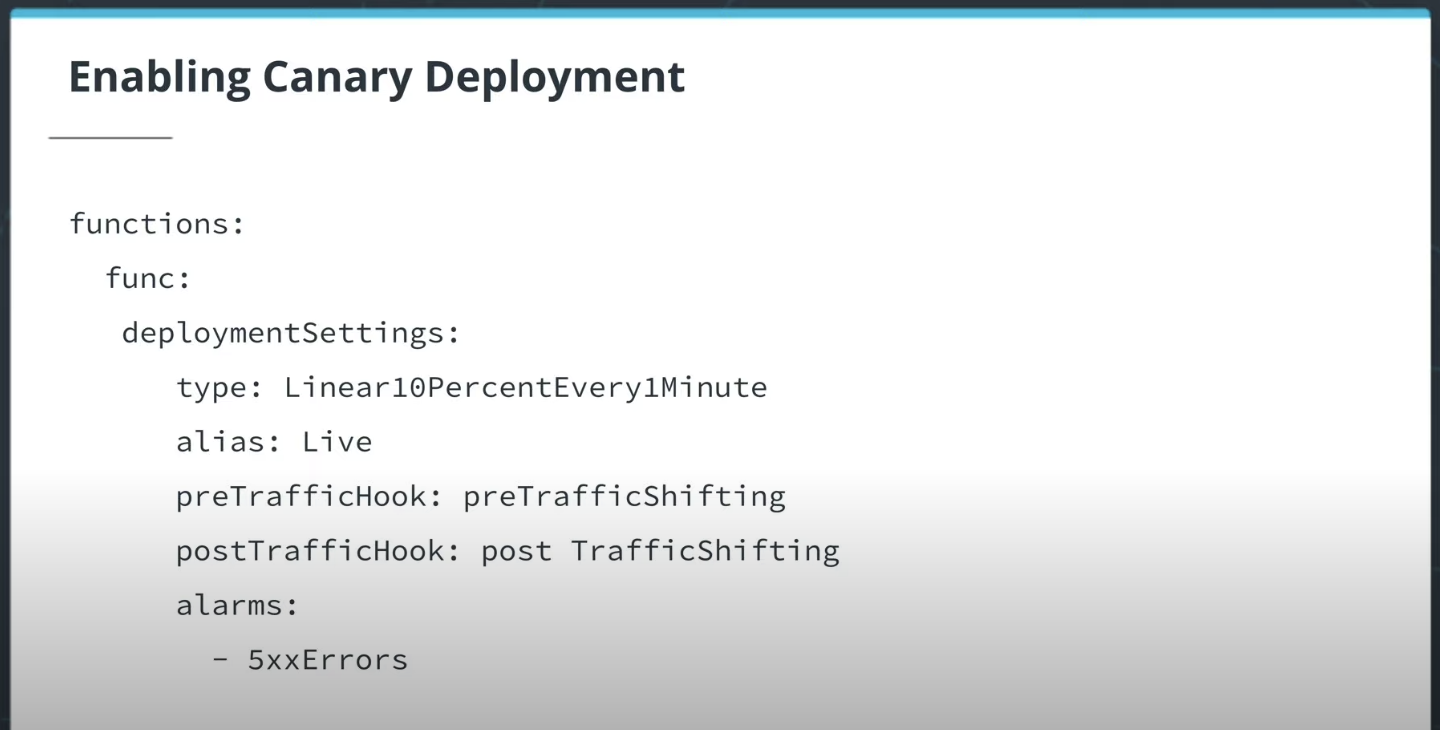 Enabling Canary Deployment
functions:
func:
deploymentSettings:
type: Linear10PercentEvery1Minute
alias: Live
preTrafficHook: preTrafficShifting
postTrafficHook: post TrafficShifting
alarms:
- 5xxErrors